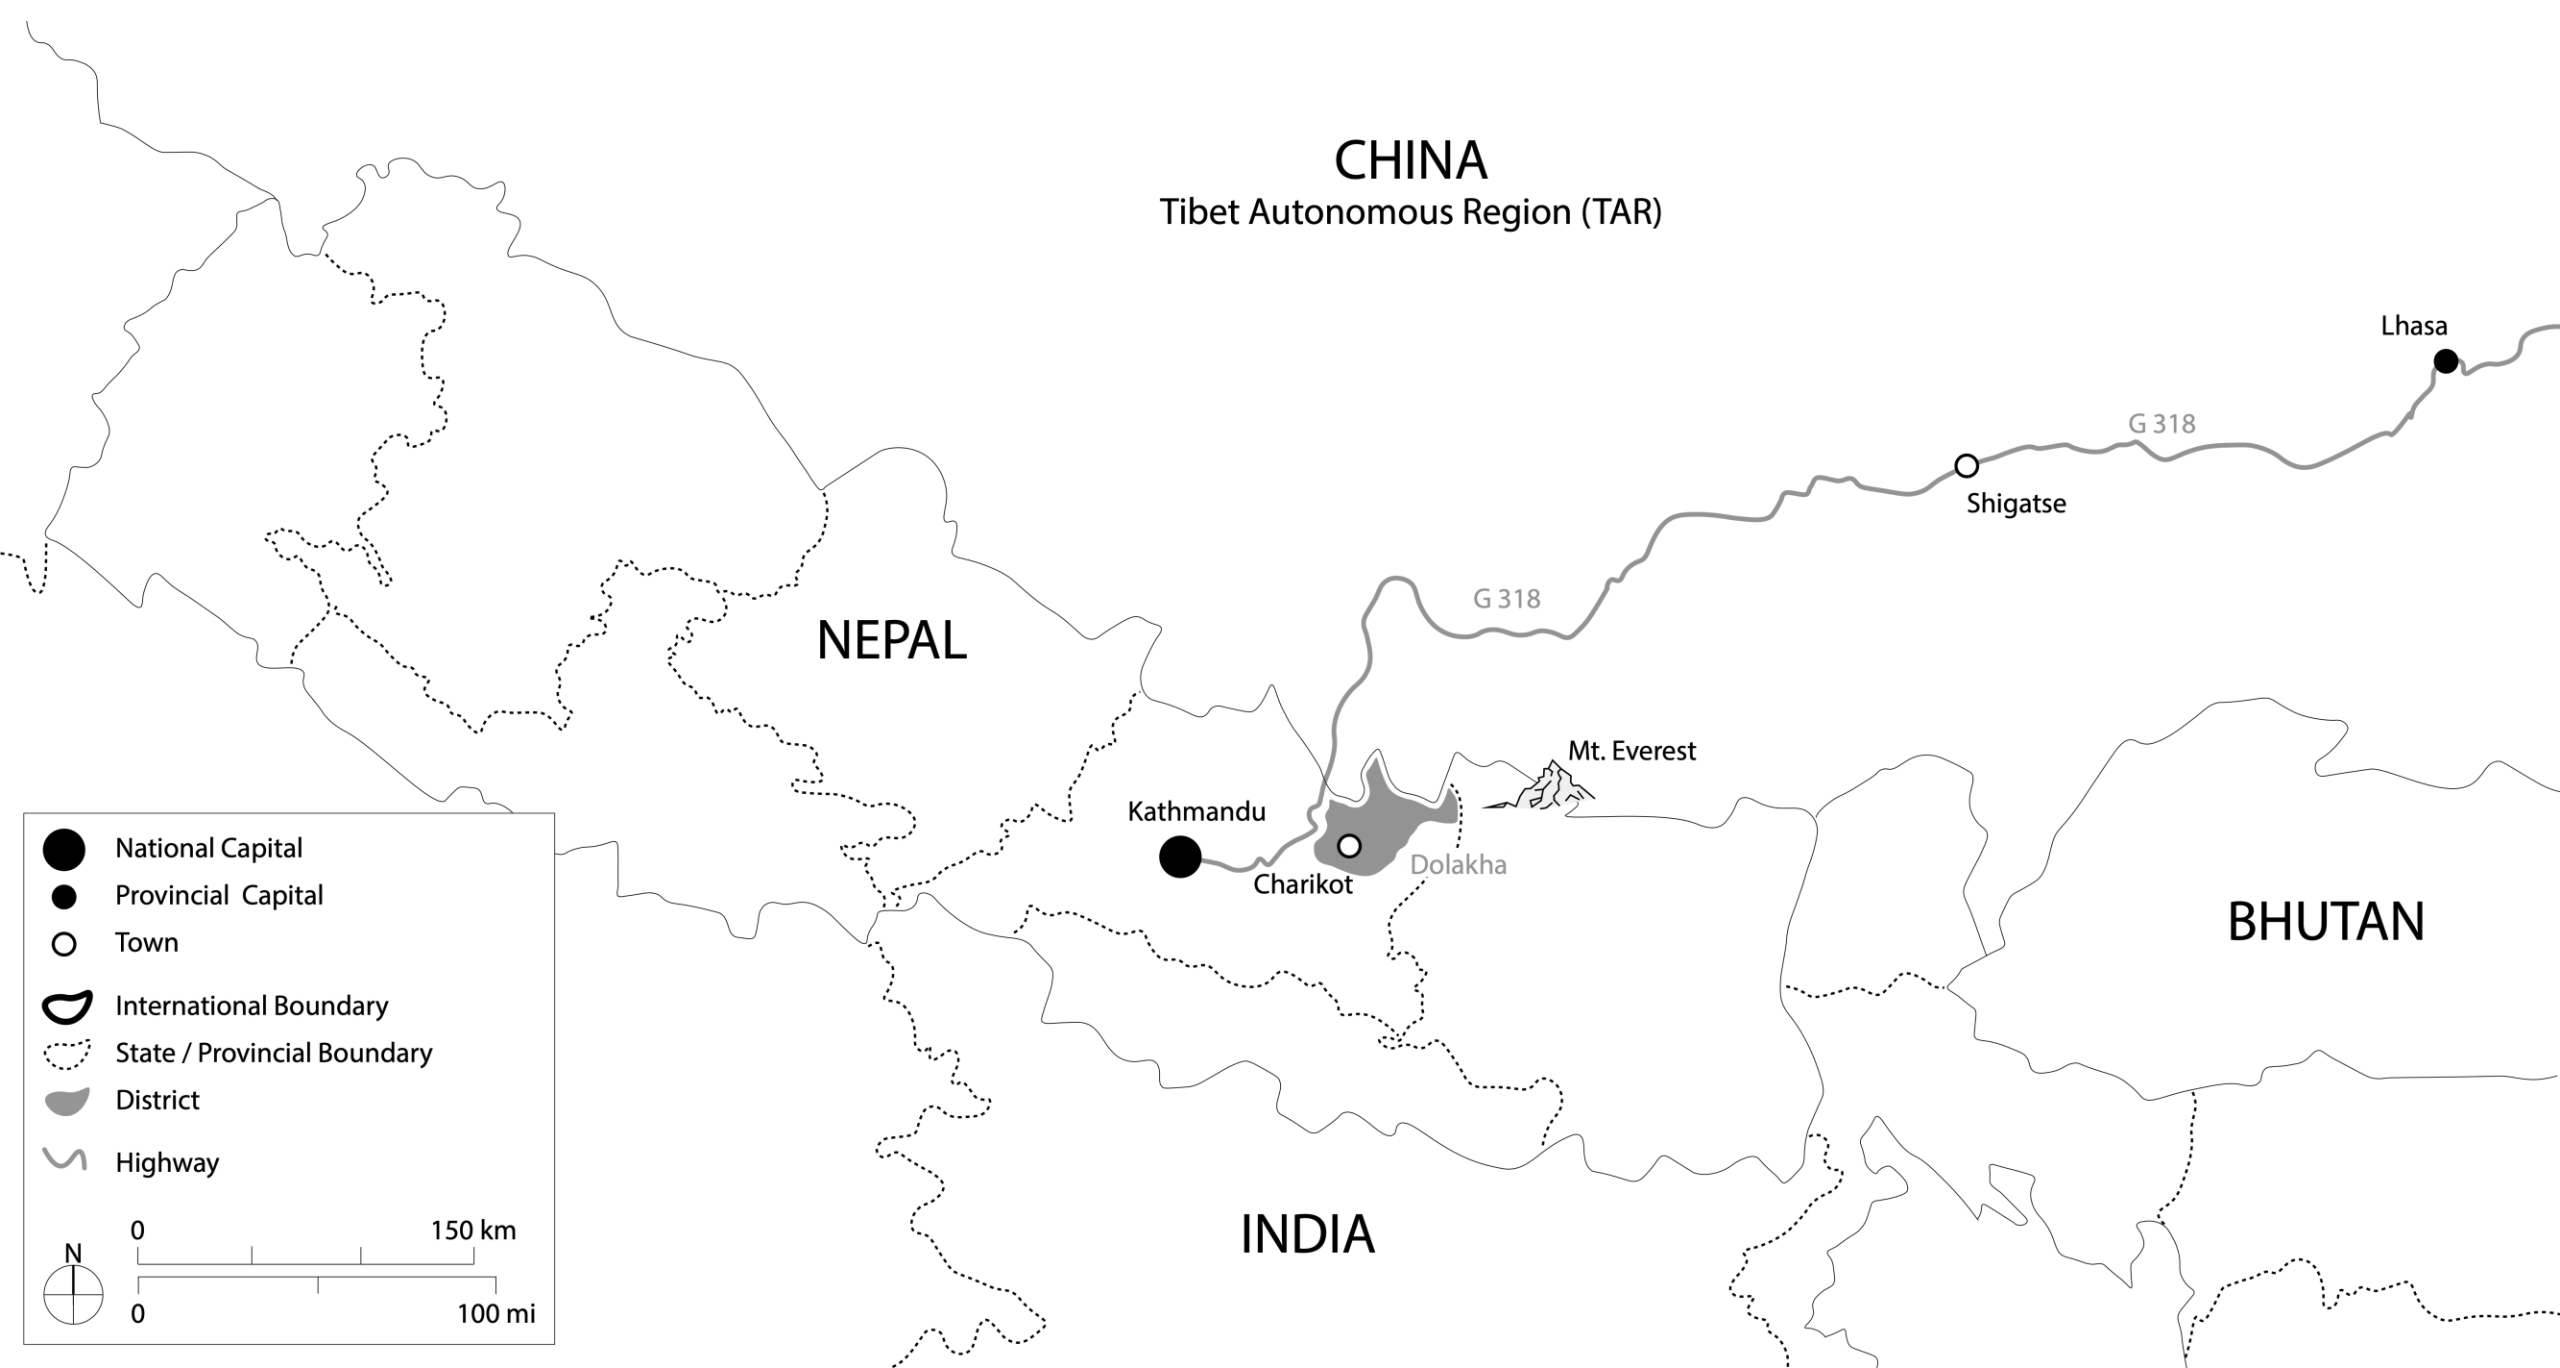 CHINA
Tibet Autonomous Region (TAR)
Lhasa
G 318
Shigatse
G 318
NEPAL
Mt. Everest
Kathmandu
Dolakha
Charikot
BHUTAN
INDIA
National Capital
Provincial Capital
Town
International Boundary
State / Provincial Boundary
District
Highway
0 150 km
N
0 100 mi